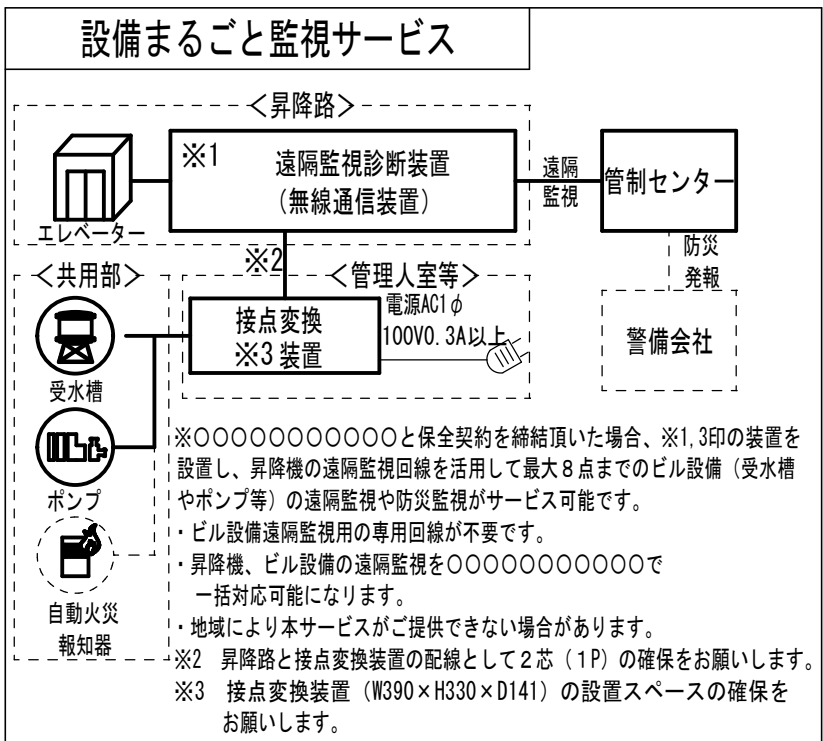 設備まるごと監視サービス
<昇降路>
※1 遠隔監視診断装置
(無線通信装置)
エレベーター
遠隔
監視
管制センター
防災
発報
警備会社
※2
<共用部>
<管理人室等>
電源AC1φ
100V0.3A以上
接点変換
※3 装置
受水槽
ポンプ
自動火災
報知器
※○○○○○○○○○○○と保全契約を締結頂いた場合、※1,3印の装置を
設置し、昇降機の遠隔監視回線を活用して最大8点までのビル設備（受水槽
やポンプ等）の遠隔監視や防災監視がサービス可能です。
・ビル設備遠隔監視用の専用回線が不要です。
・昇降機、ビル設備の遠隔監視を○○○○○○○○○○○で
一括対応可能になります。
・地域により本サービスがご提供できない場合があります。
※2 昇降路と接点変換装置の配線として2芯（1P）の確保をお願いします。
※3 接点変換装置（W390×H330×D141）の設置スペースの確保を
お願いします。